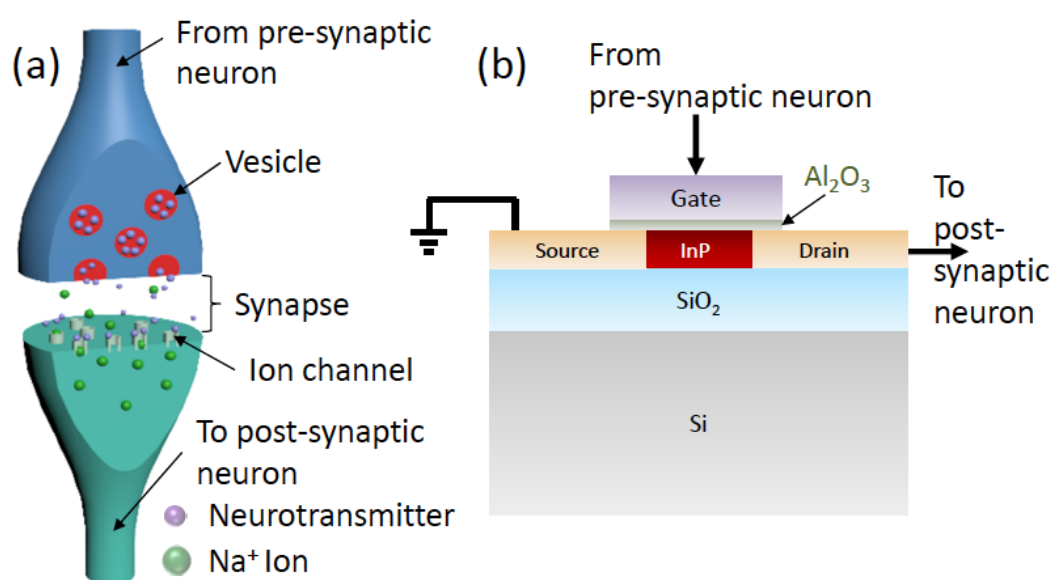 (a)
From pre-synaptic
neuron
Vesicle
Synapse
Ion channel
To post-synaptic
neuron
Neurotransmitter
Na⁺ Ion
(b)
From
pre-synaptic neuron
Al₂O₃
Gate
To
post-
synaptic
neuron
Source
InP
Drain
SiO₂
Si